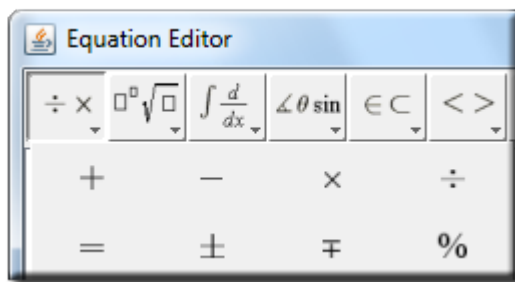 Equation Editor
÷ × □^□ √□ ∫ d/dx ∡ θ sin ∈ ⊂ < >
+ − × ÷
= ± ∓ %